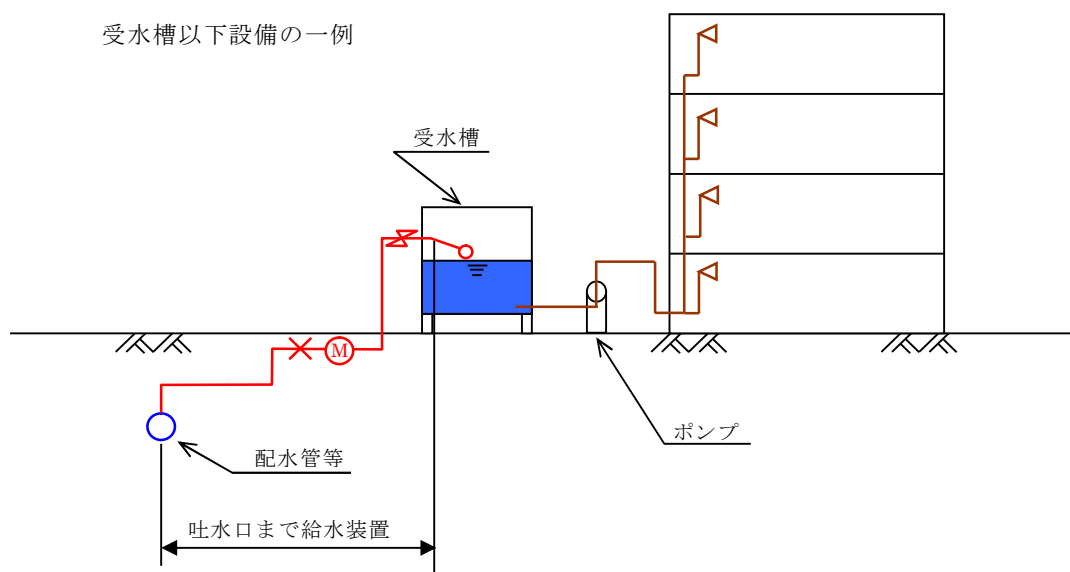 受水槽以下設備の一例
受水槽
M
ポンプ
配水管等
吐水口まで給水装置